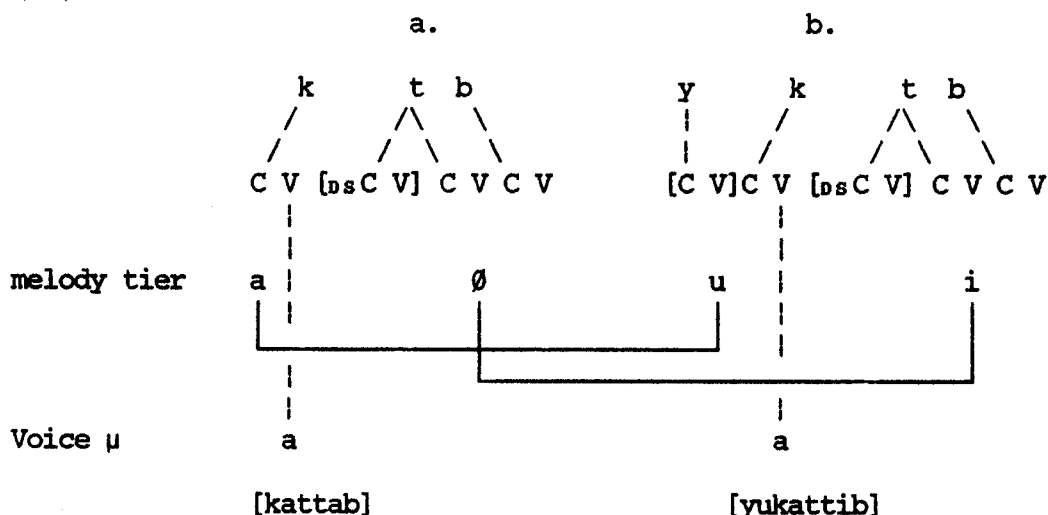 a. b.
k t b y k t b
C V [DSC V] C V C V [C V]C V [DSC V] C V C V
melody tier a Ø u i
Voice µ a a
[kattab] [yukattib]